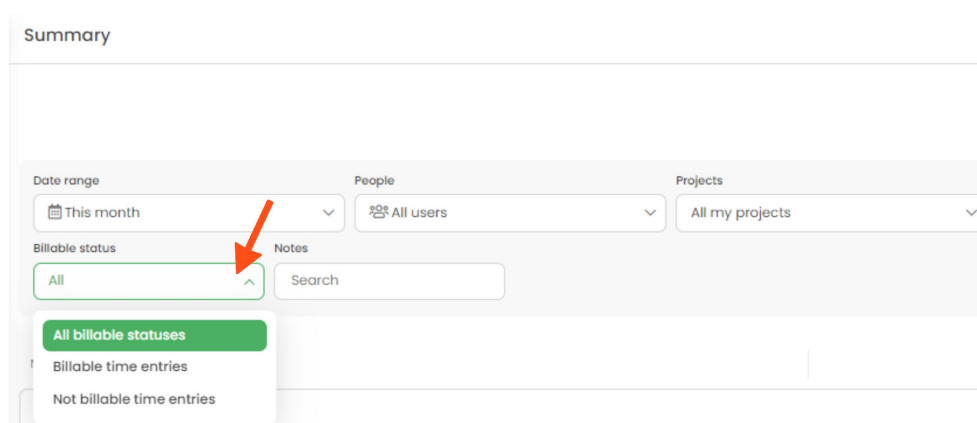 Summary
Date range
People
Projects
This month
All users
All my projects
Billable status
Notes
All
Search
All billable statuses
Billable time entries
Not billable time entries